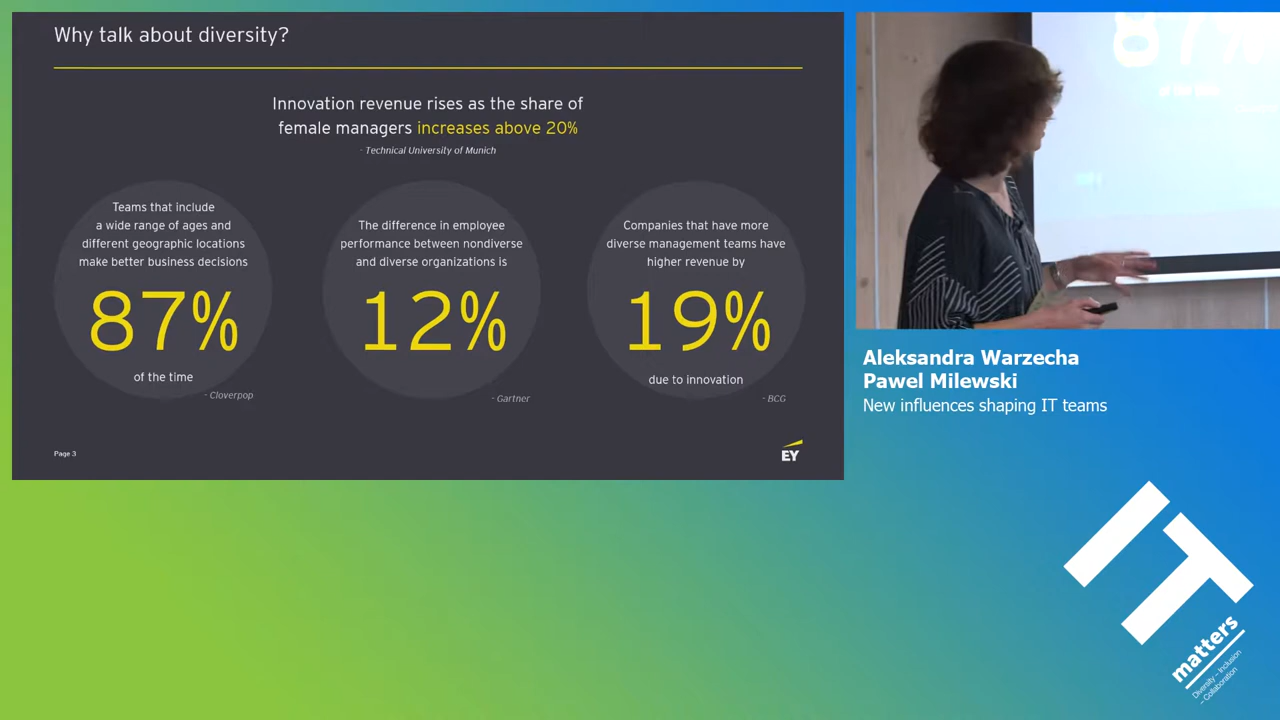 Why talk about diversity?
Innovation revenue rises as the share of
female managers increases above 20%
- Technical University of Munich
Teams that include
a wide range of ages and
different geographic locations
make better business decisions
87%
of the time
- Cloverpop
The difference in employee
performance between nondiverse
and diverse organizations is
12%
- Gartner
Companies that have more
diverse management teams have
higher revenue by
19%
due to innovation
- BCG
Page 3
EY
87%
Aleksandra Warzecha
Pawel Milewski
New influences shaping IT teams
IT
matters
Diversity – Inclusion
– Collaboration